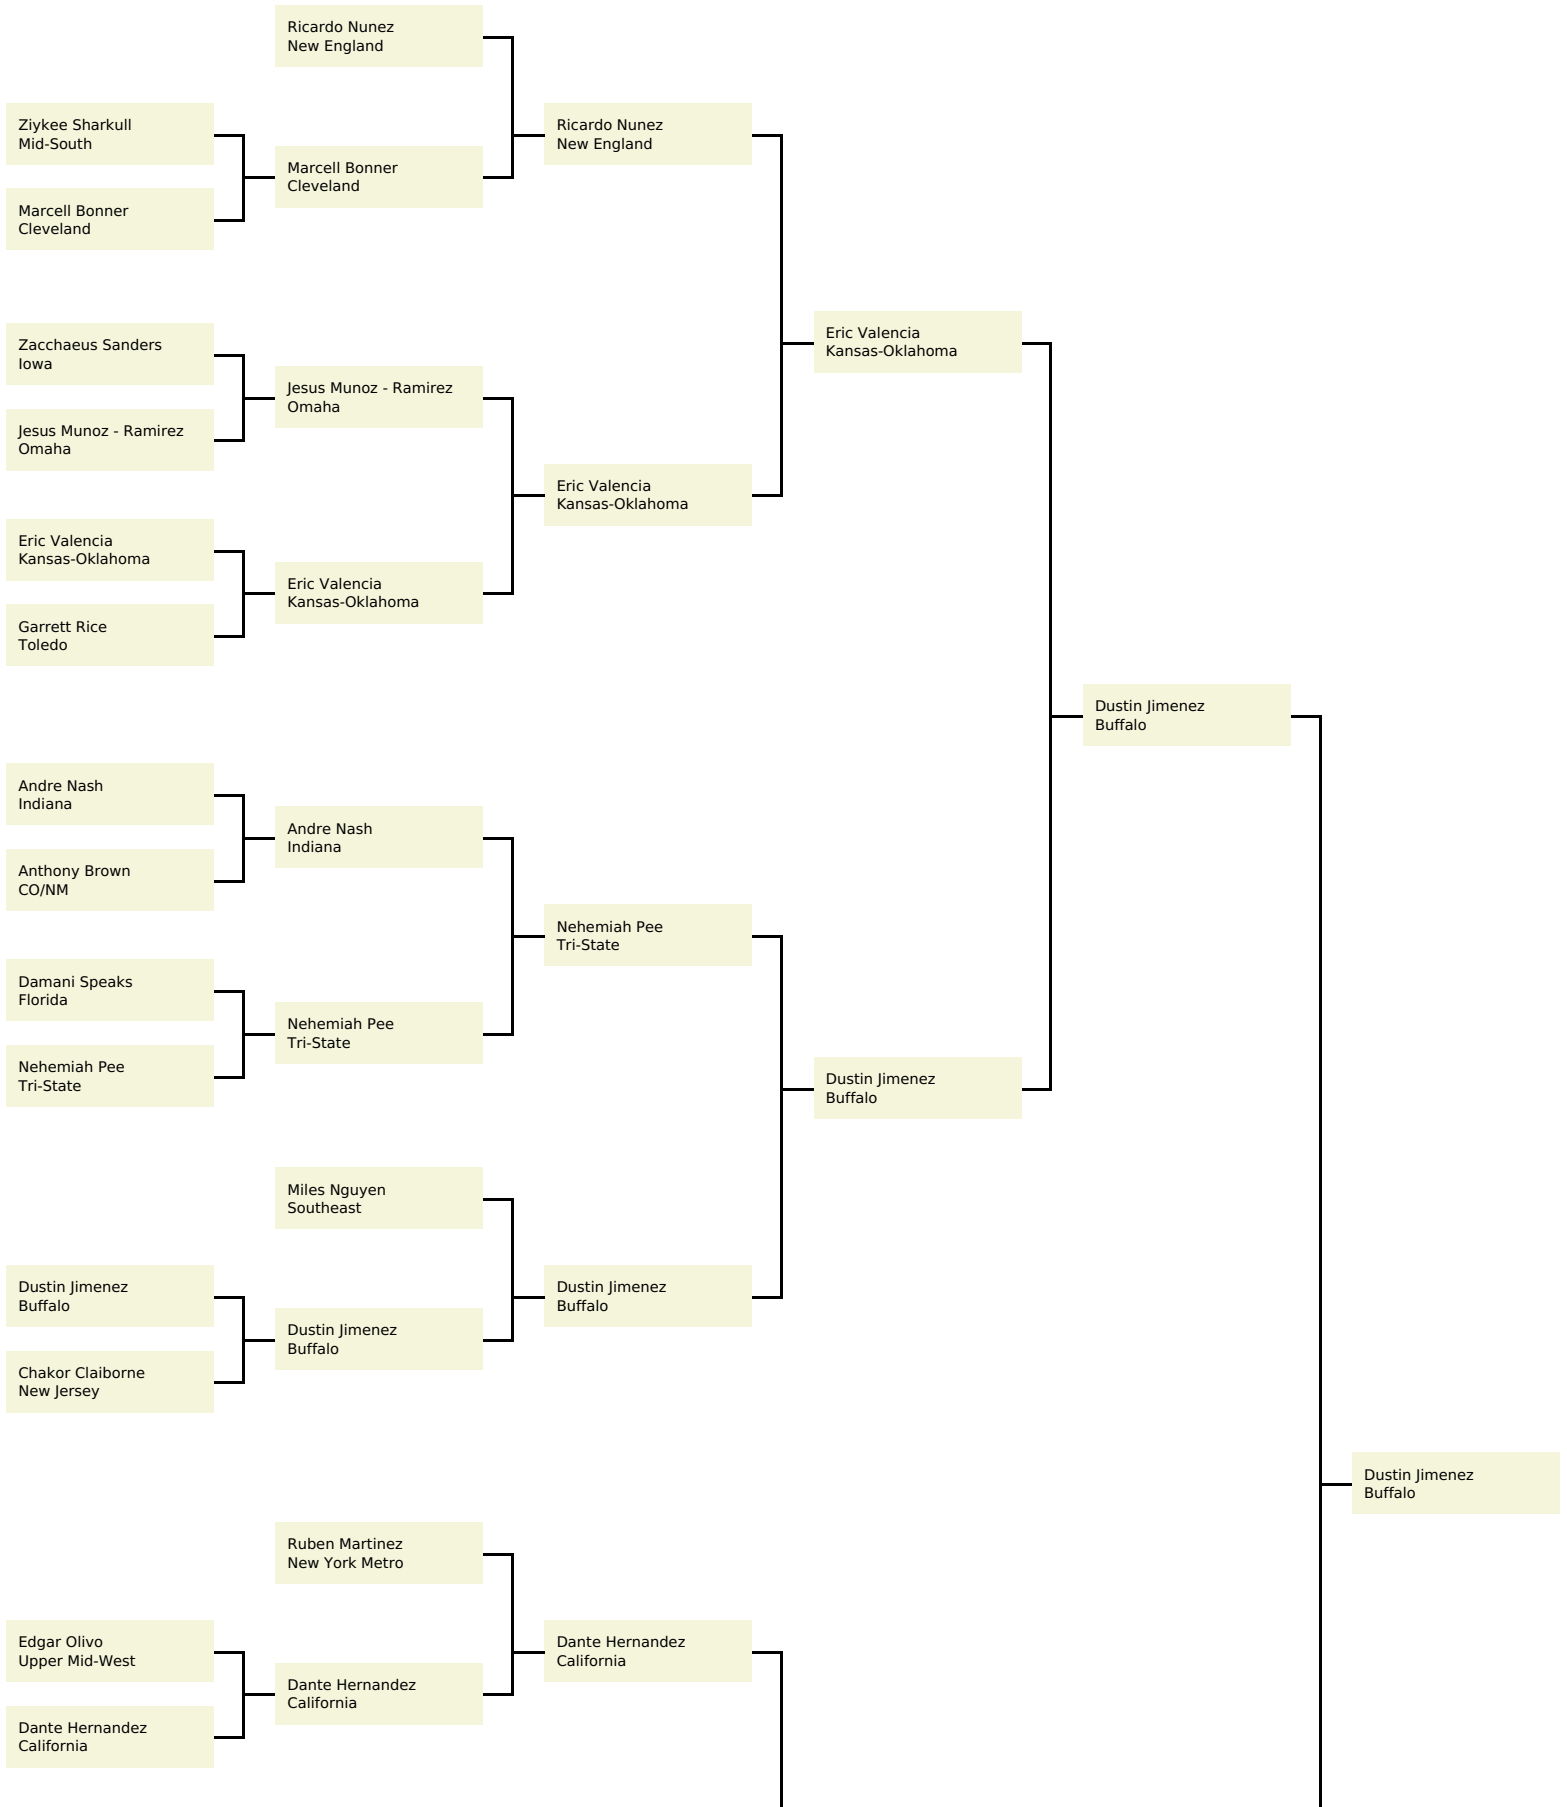 Ricardo Nunez
New England
Ziykee Sharkull
Mid-South
Ricardo Nunez
New England
Marcell Bonner
Cleveland
Marcell Bonner
Cleveland
Eric Valencia
Kansas-Oklahoma
Zacchaeus Sanders
Iowa
Jesus Munoz - Ramirez
Omaha
Jesus Munoz - Ramirez
Omaha
Eric Valencia
Kansas-Oklahoma
Eric Valencia
Kansas-Oklahoma
Eric Valencia
Kansas-Oklahoma
Garrett Rice
Toledo
Dustin Jimenez
Buffalo
Andre Nash
Indiana
Andre Nash
Indiana
Anthony Brown
CO/NM
Nehemiah Pee
Tri-State
Damani Speaks
Florida
Nehemiah Pee
Tri-State
Nehemiah Pee
Tri-State
Dustin Jimenez
Buffalo
Miles Nguyen
Southeast
Dustin Jimenez
Buffalo
Dustin Jimenez
Buffalo
Dustin Jimenez
Buffalo
Chakor Claiborne
New Jersey
Dustin Jimenez
Buffalo
Ruben Martinez
New York Metro
Edgar Olivo
Upper Mid-West
Dante Hernandez
California
Dante Hernandez
California
Dante Hernandez
California